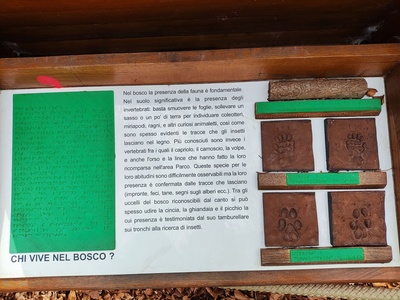 Nel bosco la presenza della fauna è fondamentale.
Nel suolo significativa è la presenza degli
invertebrati: basta smuovere le foglie, sollevare un
sasso o un po' di terra per individuare coleotteri,
miriapodi, ragni, e altri curiosi animaletti, così come
sono spesso evidenti le tracce che gli insetti
lasciano nel legno. Più conosciuti sono invece i
vertebrati fra i quali il capriolo, il camoscio, la volpe,
e anche l'orso e la lince che hanno fatto la loro
ricomparsa nell'area Parco. Queste specie per le
loro abitudini sono difficilmente osservabili ma la loro
presenza è confermata dalle tracce che lasciano
(impronte, feci, tane, segni sugli alberi ecc.). Tra gli
uccelli del bosco riconoscibili dal canto si può
spesso udire la cincia, la ghiandaia e il picchio la
cui presenza è testimoniata dal suo tamburellare
sui tronchi alla ricerca di insetti.
CHI VIVE NEL BOSCO ?